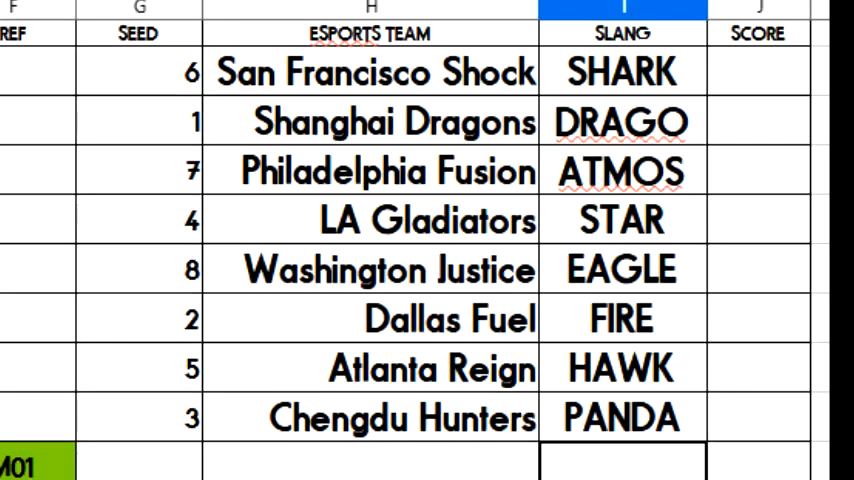 F G H I J
REF SEED ESPORTS TEAM SLANG SCORE
6 San Francisco Shock SHARK
1 Shanghai Dragons DRAGO
7 Philadelphia Fusion ATMOS
4 LA Gladiators STAR
8 Washington Justice EAGLE
2 Dallas Fuel FIRE
5 Atlanta Reign HAWK
3 Chengdu Hunters PANDA
M01